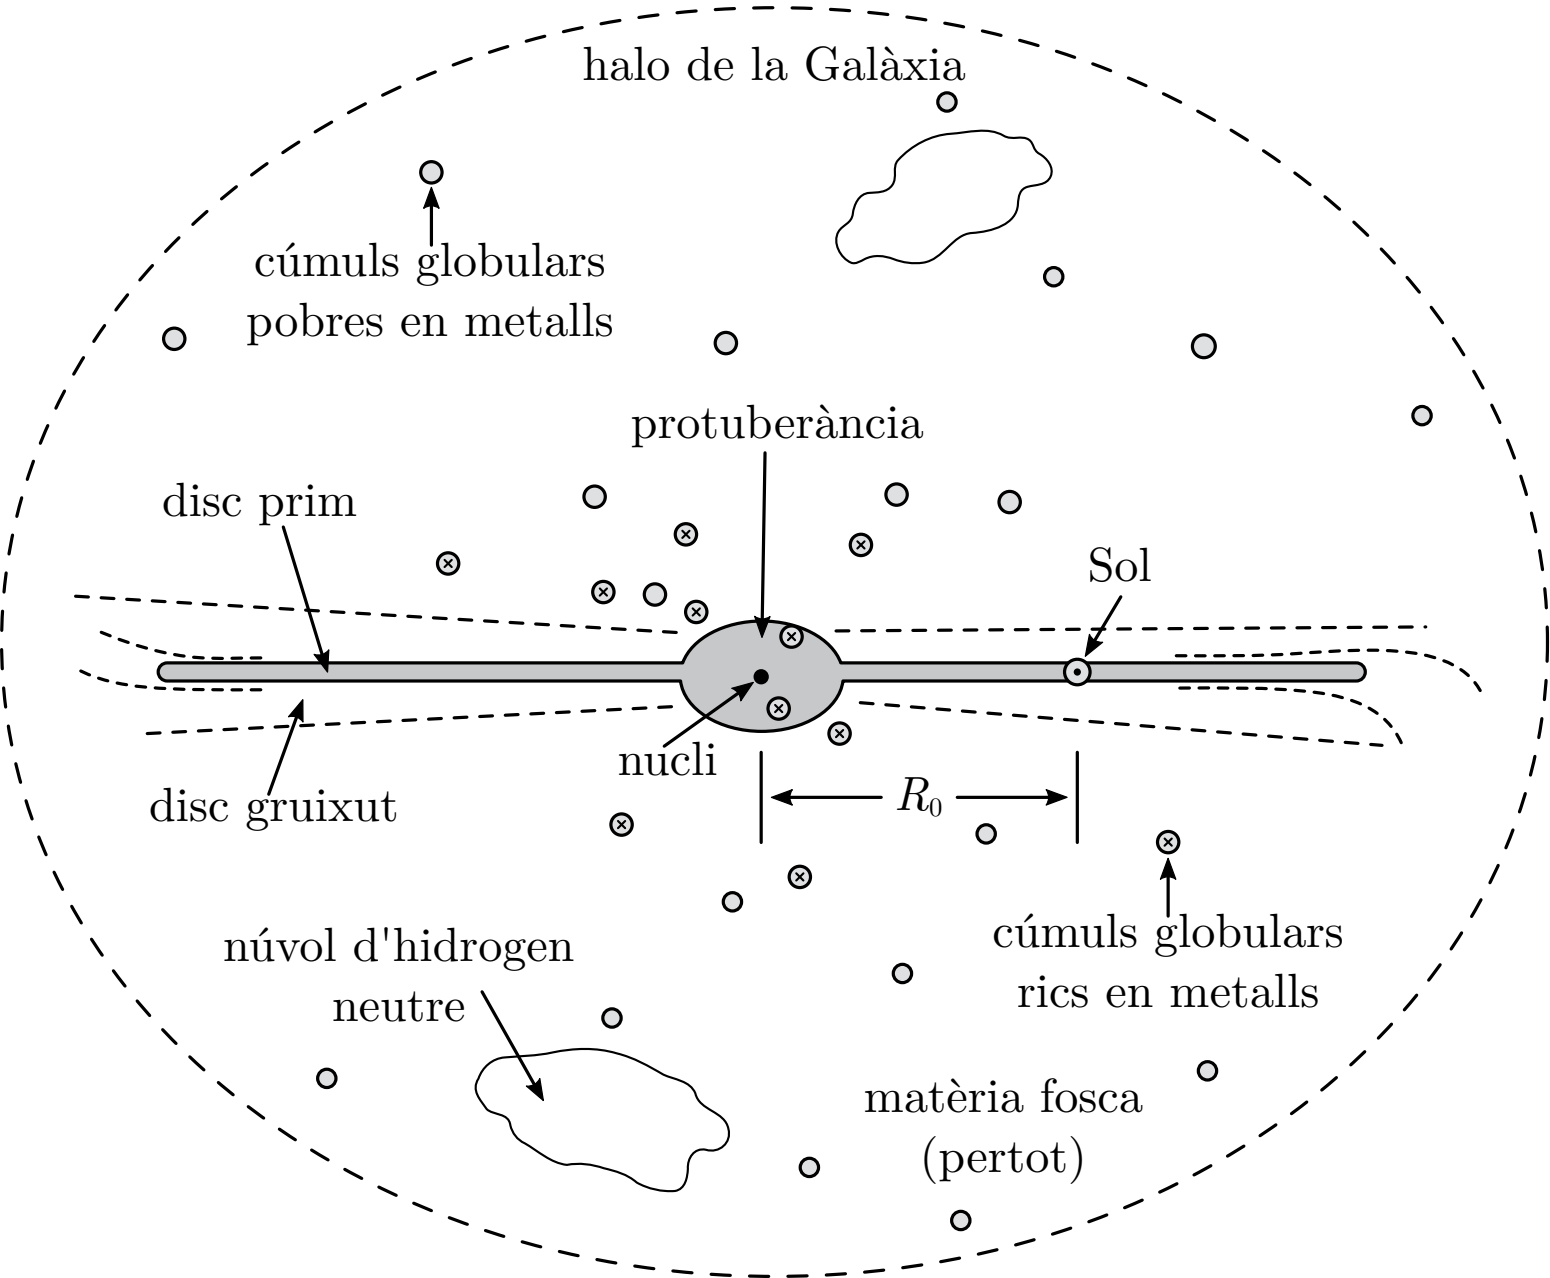 halo de la Galàxia
cúmuls globulars
pobres en metalls
protuberància
disc prim
Sol
nucli
disc gruixut
R₀
cúmuls globulars
rics en metalls
núvol d'hidrogen
neutre
matèria fosca
(pertot)